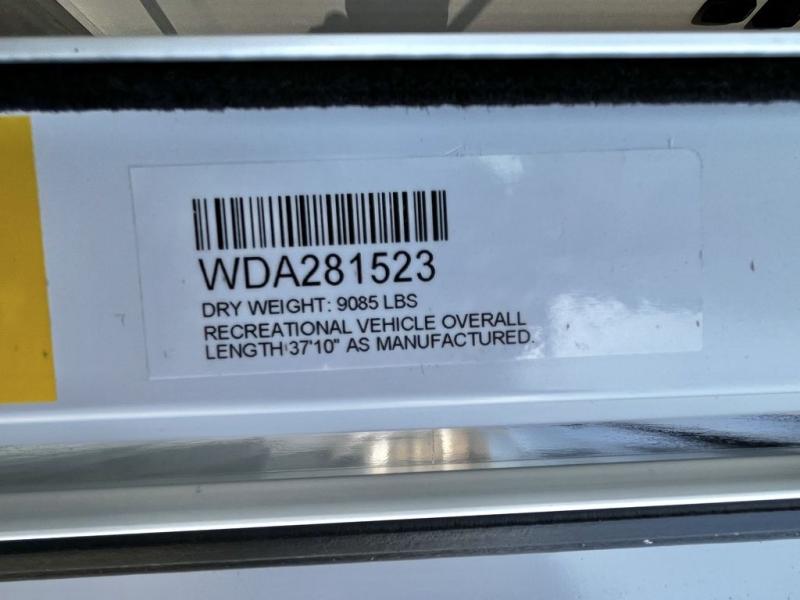 WDA281523
DRY WEIGHT: 9085 LBS
RECREATIONAL VEHICLE OVERALL
LENGTH 37'10" AS MANUFACTURED.